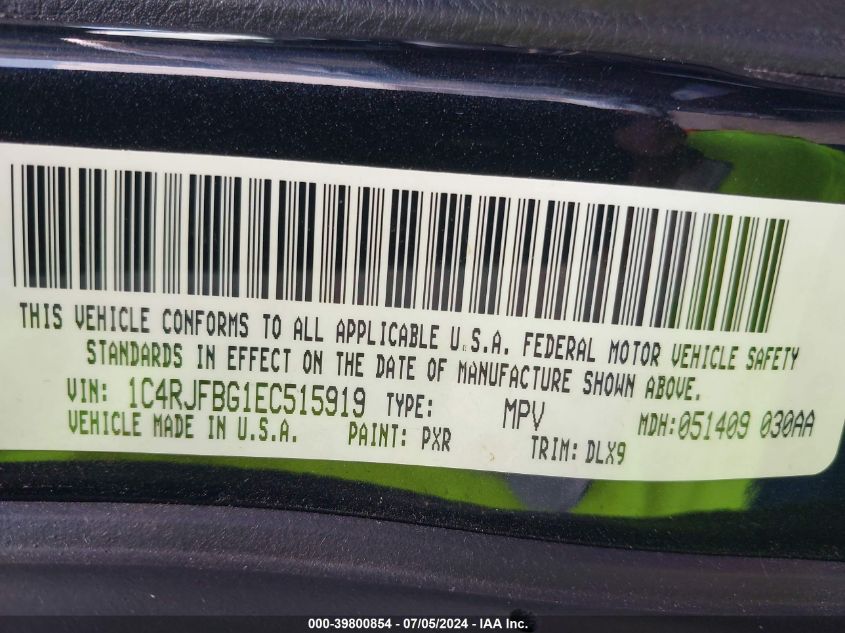 THIS VEHICLE CONFORMS TO ALL APPLICABLE U.S.A. FEDERAL MOTOR VEHICLE SAFETY
STANDARDS IN EFFECT ON THE DATE OF MANUFACTURE SHOWN ABOVE.
VIN: 1C4RJFBG1EC515919 TYPE: MPV MDH:051409 030AA
VEHICLE MADE IN U.S.A. PAINT: PXR TRIM: DLX9
000-39800854 - 07/05/2024 - IAA Inc.